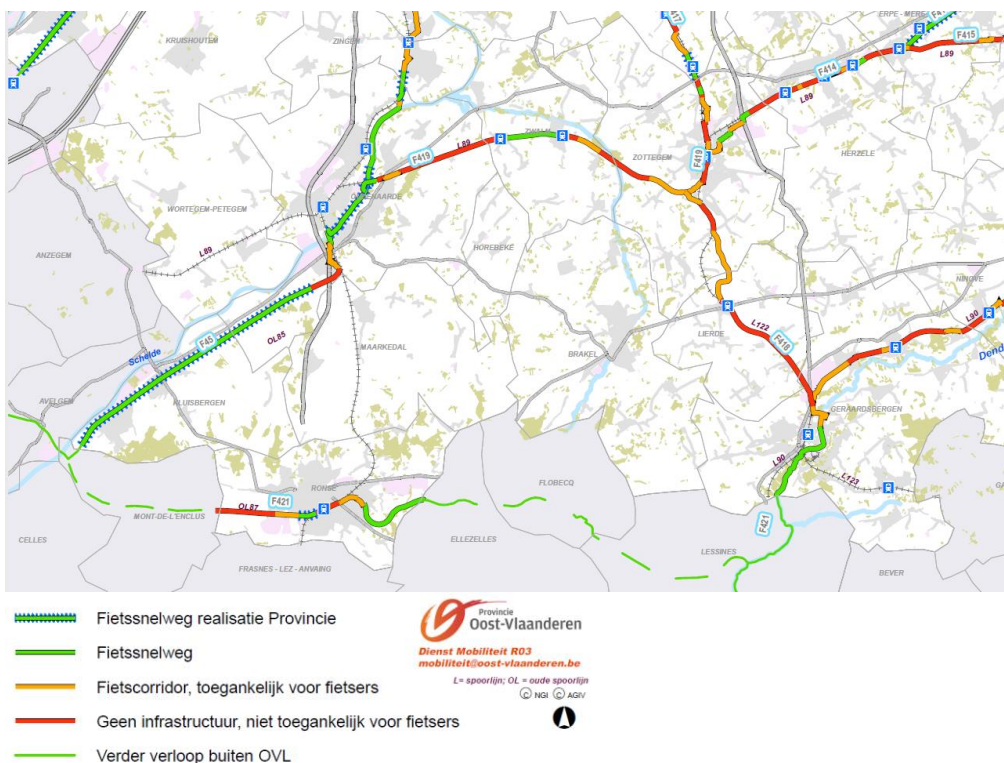 KRUISHOUTEM
ZINGEM
F417
ERPE - MERE
F415
L89
F414
L89
L89
F419
ZWALM
ZOTTEGEM
F419
HERZELE
WORTEGEM-PETEGEM
ANZEGEM
L89
HOREBEKE
NINOVE
L90
F45
OL85
Schelde
MAARKEDAL
BRAKEL
LIERDE
L122
F418
Dend
AVELGEM
KLUISBERGEN
GERAARDSBERGEN
L90
L123
RONSE
F421
OL87
MONT-DE-L'ENCLUS
FLOBECQ
F421
CELLES
ELLEZELLES
LESSINES
FRASNES - LEZ - ANVAING
BEVER
Fietssnelweg realisatie Provincie
Fietssnelweg
Fietscorridor, toegankelijk voor fietsers
Geen infrastructuur, niet toegankelijk voor fietsers
Verder verloop buiten OVL
Provincie
Oost-Vlaanderen
Dienst Mobiliteit R03
mobiliteit@oost-vlaanderen.be
L= spoorlijn; OL = oude spoorlijn
© NGI © AGIV